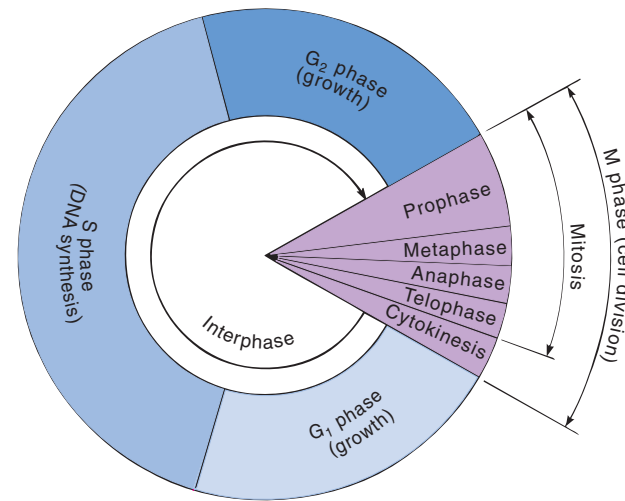 G₂ phase
(growth)
Prophase
Metaphase
Anaphase
Telophase
Cytokinesis
Mitosis
M phase (cell division)
S phase
(DNA synthesis)
Interphase
G₁ phase
(growth)